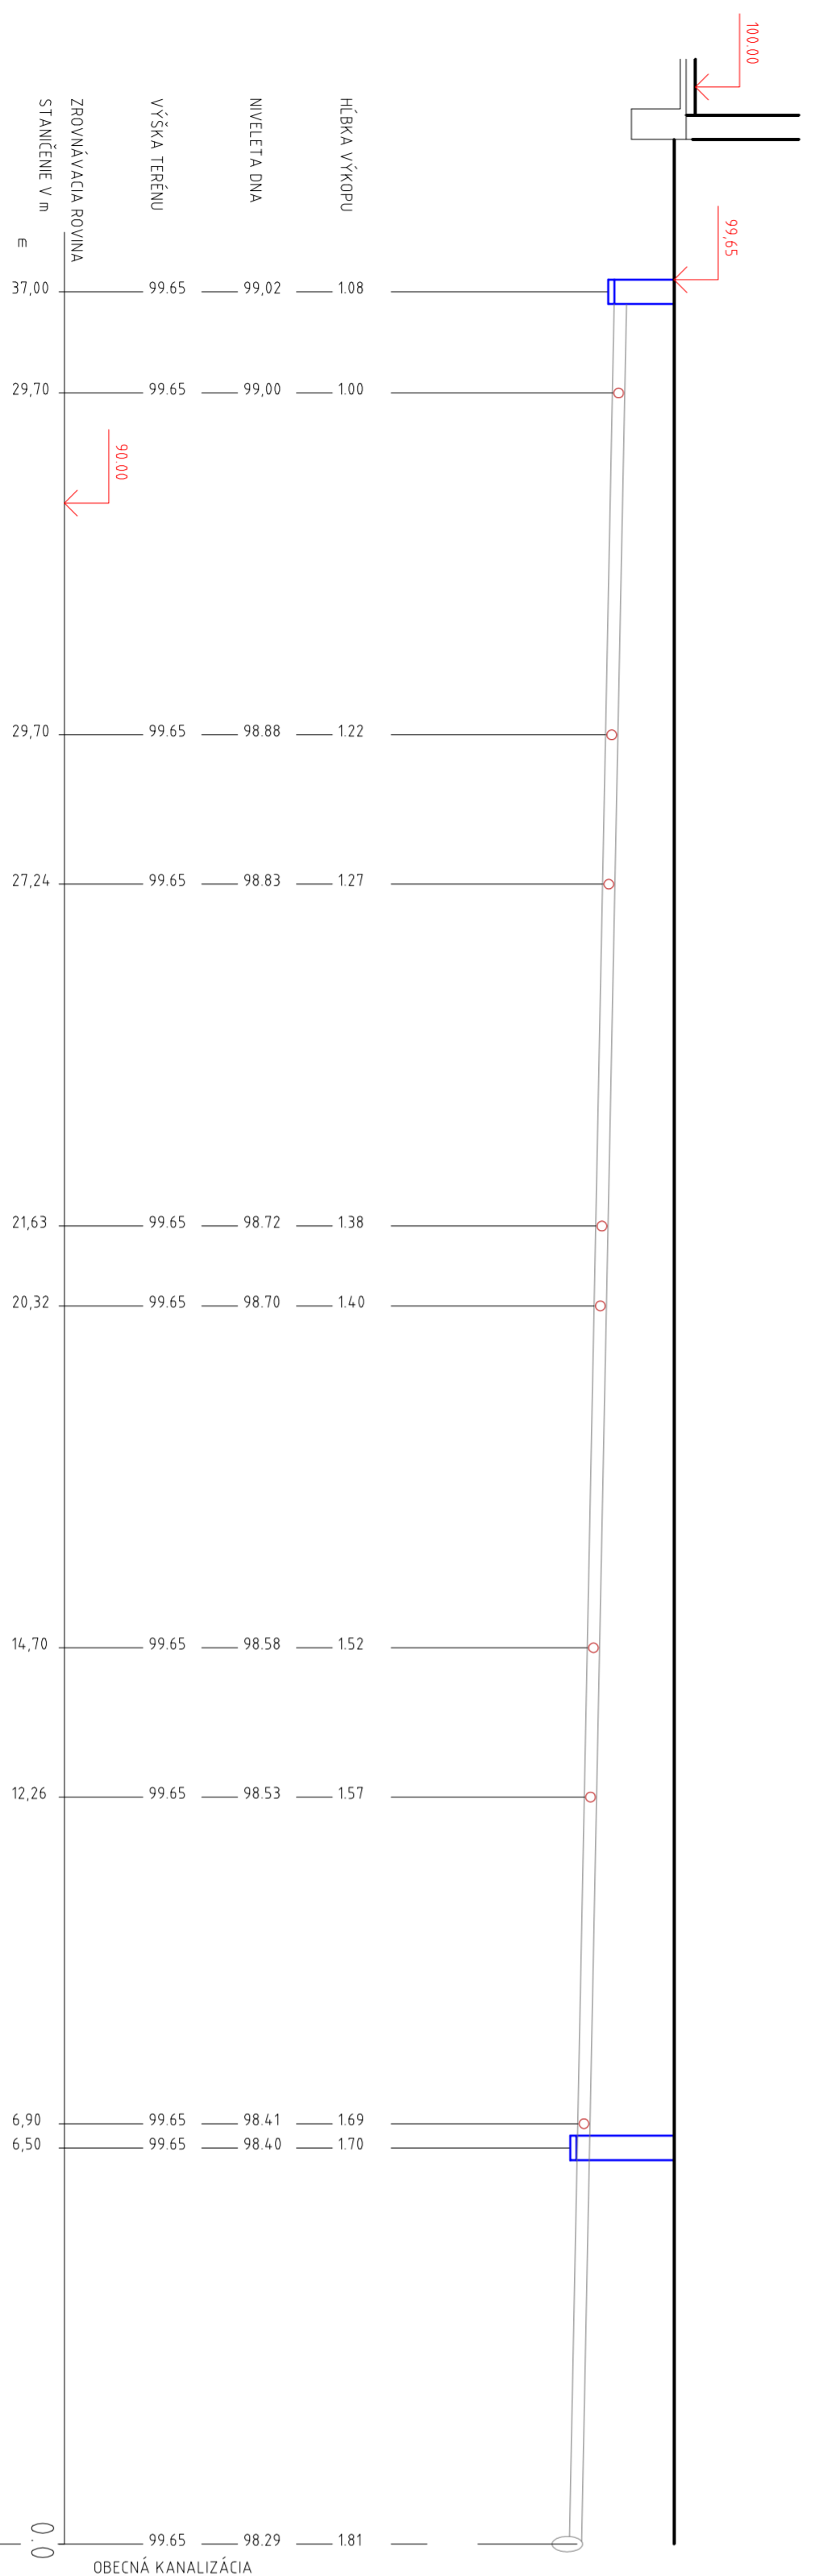 100.00
99,65
HĹBKA VÝKOPU
NIVELETA DNA
VÝŠKA TERÉNU
ZROVNÁVACIA ROVINA
STANIČENIE V m
m
37,00 99.65 99,02 1.08
29,70 99.65 99,00 1.00
90.00
29,70 99.65 98.88 1.22
27,24 99.65 98.83 1.27
21,63 99.65 98.72 1.38
20,32 99.65 98.70 1.40
14,70 99.65 98.58 1.52
12,26 99.65 98.53 1.57
6,90 99.65 98.41 1.69
6,50 99.65 98.40 1.70
0.0 99.65 98.29 1.81
OBECNÁ KANALIZÁCIA